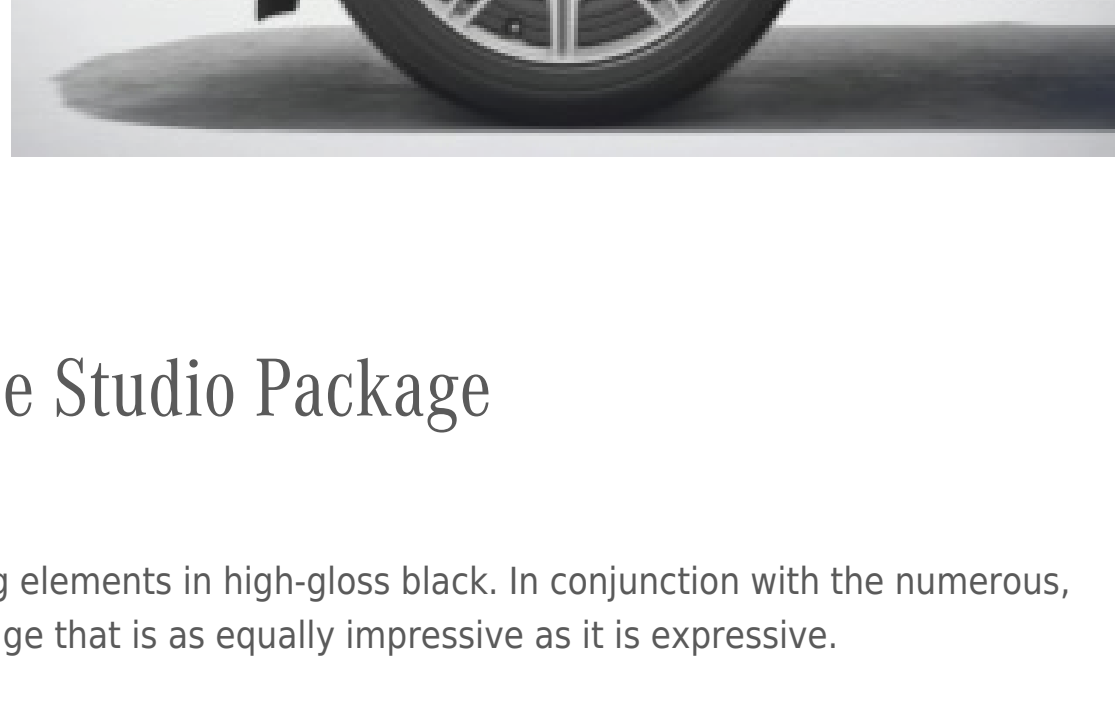 e Studio Package
g elements in high-gloss black. In conjunction with the numerous,
ge that is as equally impressive as it is expressive.